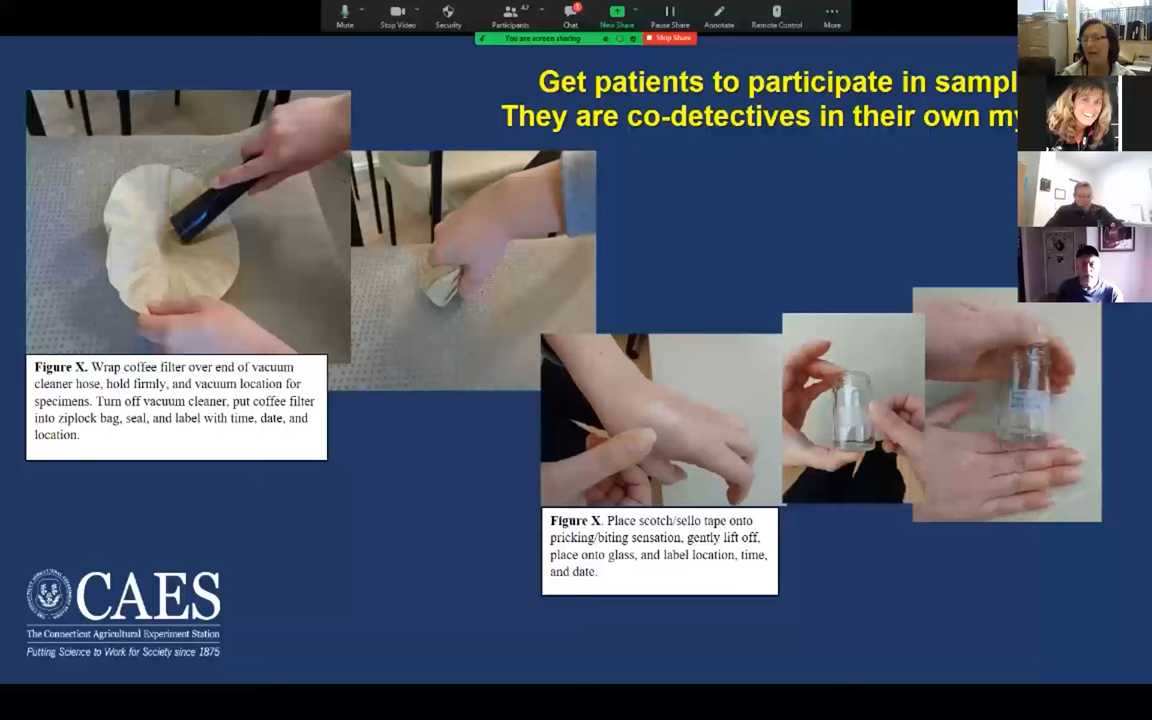 Mute
Stop Video
Security
42
Participants
1
Chat
New Share
Pause Share
Annotate
Remote Control
More
You are screen sharing
Stop Share
Get patients to participate in sampl
They are co-detectives in their own my
Figure X. Wrap coffee filter over end of vacuum
cleaner hose, hold firmly, and vacuum location for
specimens. Turn off vacuum cleaner, put coffee filter
into ziplock bag, seal, and label with time, date, and
location.
Figure X. Place scotch/sello tape onto
pricking/biting sensation, gently lift off,
place onto glass, and label location, time,
and date.
CAES
The Connecticut Agricultural Experiment Station
Putting Science to Work for Society since 1875